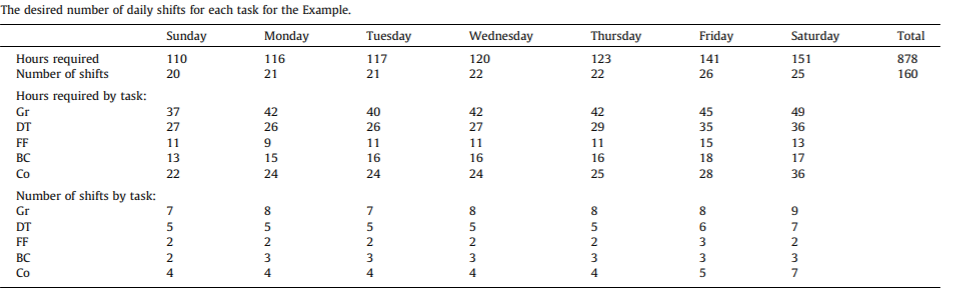 The desired number of daily shifts for each task for the Example.
Sunday Monday Tuesday Wednesday Thursday Friday Saturday Total
Hours required 110 116 117 120 123 141 151 878
Number of shifts 20 21 21 22 22 26 25 160
Hours required by task:
Gr 37 42 40 42 42 45 49
DT 27 26 26 27 29 35 36
FF 11 9 11 11 11 15 13
BC 13 15 16 16 16 18 17
Co 22 24 24 24 25 28 36
Number of shifts by task:
Gr 7 8 7 8 8 8 9
DT 5 5 5 5 5 6 7
FF 2 2 2 2 2 3 2
BC 2 3 3 3 3 3 3
Co 4 4 4 4 4 5 7